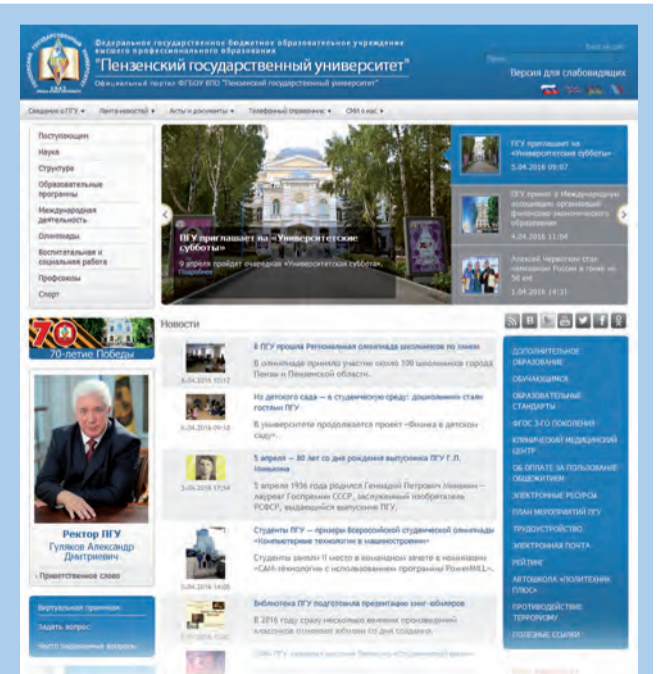 Федеральное государственное бюджетное образовательное учреждение
высшего профессионального образования
"Пензенский государственный университет"
Официальный портал ФГБОУ ВПО "Пензенский государственный университет"
Версия для слабовидящих
Сведения о ПГУ
Лента новостей
Акты и документы
Телефонный справочник
СМИ о нас
Поступающим
Наука
Структура
Образовательные
программы
Международная
деятельность
Олимпиады
Воспитательная и
социальная работа
Профсоюзы
Спорт
ПГУ приглашает на «Университетские
субботы»
9 апреля пройдет очередная «Университетская суббота».
Подробнее
ПГУ приглашает на
«Университетские субботы»
5.04.2016 09:07
ПГУ принят в Международную
ассоциацию организаций
финансово-экономического
образования
4.04.2016 11:04
Алексей Червоткин стал
чемпионом России в гонке на
50 км
1.04.2016 14:31
70
70-летие Победы
Ректор ПГУ
Гуляков Александр
Дмитриевич
Приветственное слово
Виртуальная приемная
Задать вопрос
Часто задаваемые вопросы
Новости
В ПГУ прошла Региональная олимпиада школьников по химии
В олимпиаде приняло участие около 100 школьников города
Пензы и Пензенской области.
6.04.2016 10:12
Из детского сада – в студенческую среду: дошкольники стали
гостями ПГУ
В университете продолжается проект «Физика в детском
саду».
6.04.2016 09:18
5 апреля – 80 лет со дня рождения выпускника ПГУ Г.П.
5 апреля 1936 года родился Геннадий Петрович –
лауреат Госпремии СССР, заслуженный изобретатель
РСФСР, выдающийся выпускник ПГУ.
5.04.2016 17:54
Студенты ПГУ – призеры Всероссийской студенческой олимпиады
«Компьютерные технологии в машиностроении»
Студенты заняли II место в командном зачете в номинации
«CAM-технологии с использованием программы PowerMILL».
5.04.2016 14:05
Библиотека ПГУ подготовила презентацию книг-юбиляров
В 2016 году сразу несколько великих произведений
классиков отмечают юбилеи со дня создания.
ДОПОЛНИТЕЛЬНОЕ
ОБРАЗОВАНИЕ
ОБУЧАЮЩИМСЯ
ОБРАЗОВАТЕЛЬНЫЕ
СТАНДАРТЫ
ФГОС 3-ГО ПОКОЛЕНИЯ
КЛИНИЧЕСКИЙ МЕДИЦИНСКИЙ
ЦЕНТР
ОБ ОПЛАТЕ ЗА ПОЛЬЗОВАНИЕ
ОБЩЕЖИТИЕМ
ЭЛЕКТРОННЫЕ РЕСУРСЫ
ПЛАН МЕРОПРИЯТИЙ ПГУ
ТРУДОУСТРОЙСТВО
ЭЛЕКТРОННАЯ ПОЧТА
РЕЙТИНГ
АВТОШКОЛА «ПОЛИТЕХНИК
ПЛЮС»
ПРОТИВОДЕЙСТВИЕ
ТЕРРОРИЗМУ
ПОЛЕЗНЫЕ ССЫЛКИ